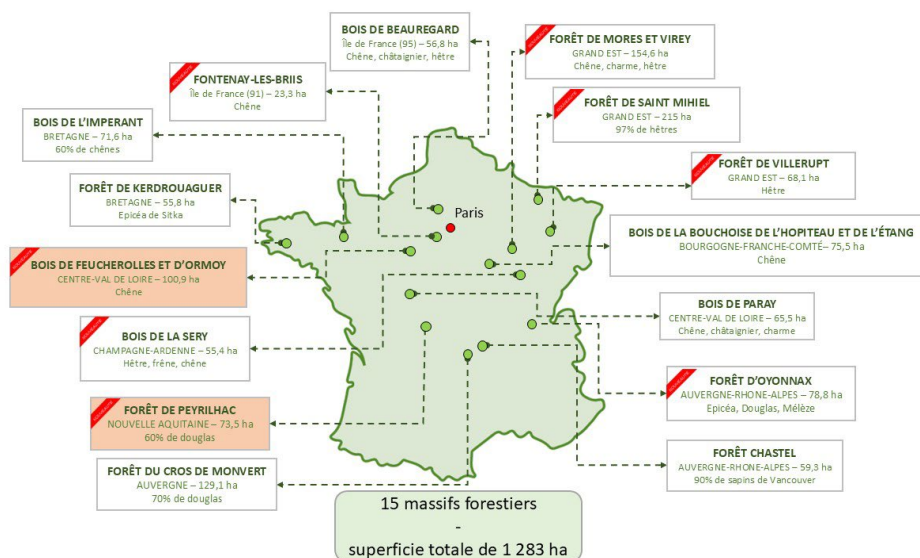 BOIS DE BEAUREGARD
Île de France (95) – 56,8 ha
Chêne, châtaignier, hêtre
FORÊT DE MORES ET VIREY
GRAND EST – 154,6 ha
Chêne, charme, hêtre
FONTENAY-LES-BRIIS
Île de France (91) – 23,3 ha
Chêne
FORÊT DE SAINT MIHIEL
GRAND EST – 215 ha
97% de hêtres
BOIS DE L’IMPERANT
BRETAGNE – 71,6 ha
60% de chênes
FORÊT DE VILLERUPT
GRAND EST – 68,1 ha
Hêtre
FORÊT DE KERDROUAGUER
BRETAGNE – 55,8 ha
Epicéa de Sitka
Paris
BOIS DE LA BOUCHOISE DE L’HOPITEAU ET DE L’ÉTANG
BOURGOGNE-FRANCHE-COMTÉ– 75,5 ha
Chêne
BOIS DE FEUCHEROLLES ET D’ORMOY
CENTRE-VAL DE LOIRE – 100,9 ha
Chêne
BOIS DE PARAY
CENTRE-VAL DE LOIRE – 65,5 ha
Chêne, châtaignier, charme
BOIS DE LA SERY
CHAMPAGNE-ARDENNE – 55,4 ha
Hêtre, frêne, chêne
FORÊT D’OYONNAX
AUVERGNE-RHONE-ALPES – 78,8 ha
Epicéa, Douglas, Mélèze
FORÊT DE PEYRILHAC
NOUVELLE AQUITAINE – 73,5 ha
60% de douglas
FORÊT CHASTEL
AUVERGNE-RHONE-ALPES – 59,3 ha
90% de sapins de Vancouver
FORÊT DU CROS DE MONVERT
AUVERGNE – 129,1 ha
70% de douglas
15 massifs forestiers
-
superficie totale de 1 283 ha